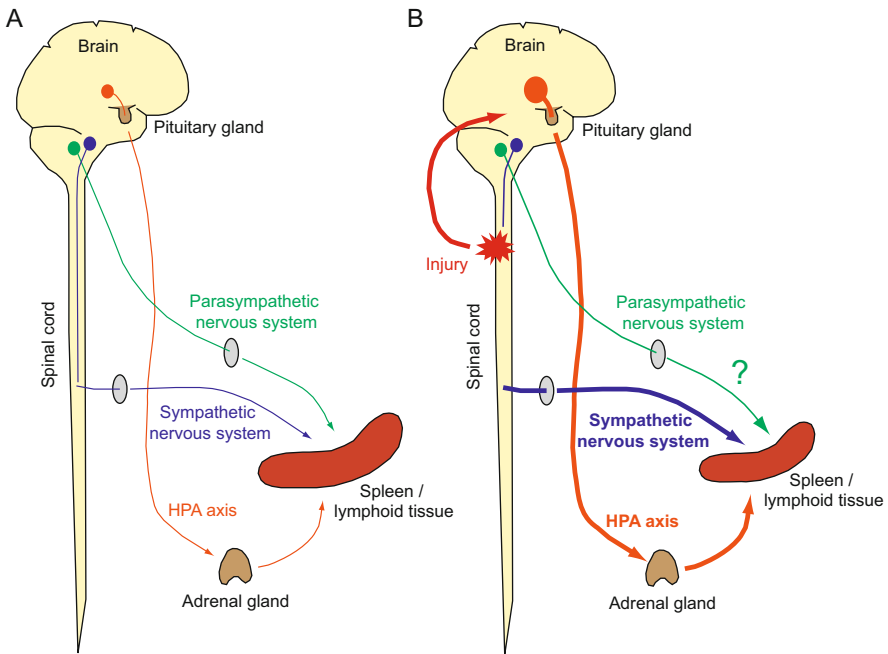 A
Brain
Pituitary gland
Spinal cord
Parasympathetic
nervous system
Sympathetic
nervous system
HPA axis
Spleen /
lymphoid tissue
Adrenal gland
B
Brain
Pituitary gland
Injury
Spinal cord
Parasympathetic
nervous system
?
Sympathetic
nervous system
HPA axis
Spleen /
lymphoid tissue
Adrenal gland